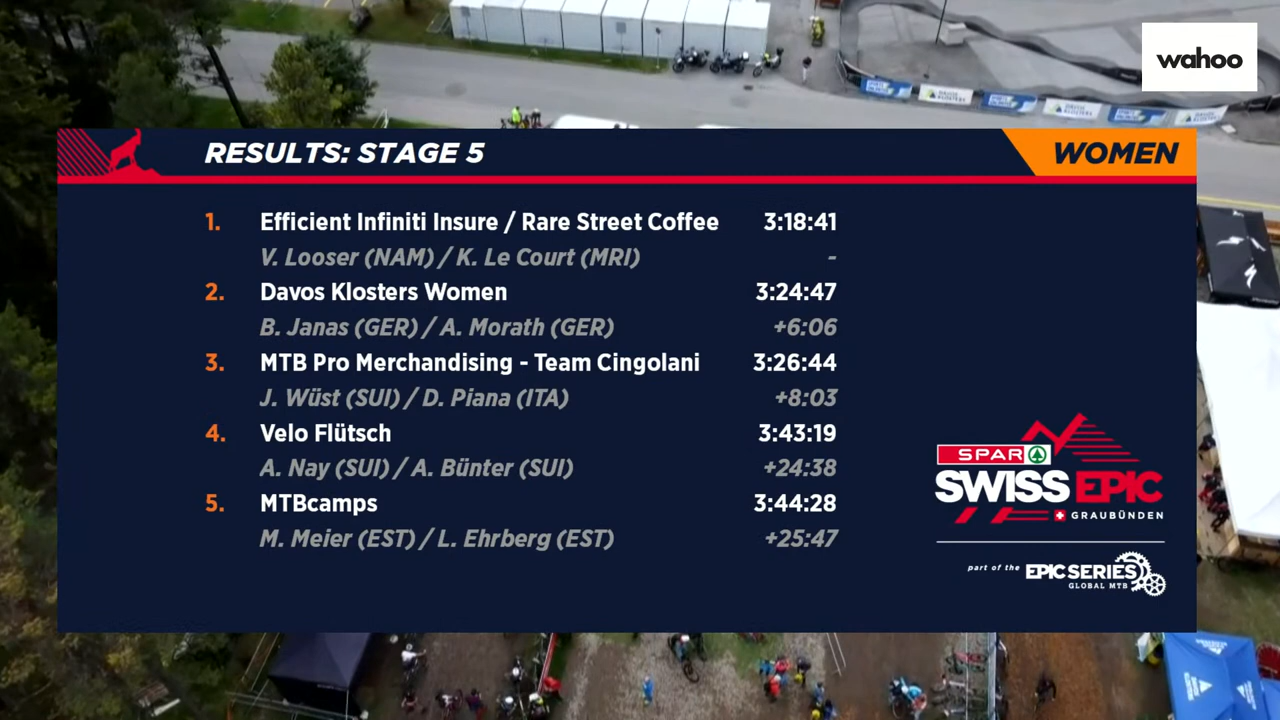 wahoo
RESULTS: STAGE 5
WOMEN
1. Efficient Infiniti Insure / Rare Street Coffee 3:18:41
V. Looser (NAM) / K. Le Court (MRI) -
2. Davos Klosters Women 3:24:47
B. Janas (GER) / A. Morath (GER) +6:06
3. MTB Pro Merchandising - Team Cingolani 3:26:44
J. Wüst (SUI) / D. Piana (ITA) +8:03
4. Velo Flütsch 3:43:19
A. Nay (SUI) / A. Bünter (SUI) +24:38
5. MTBcamps 3:44:28
M. Meier (EST) / L. Ehrberg (EST) +25:47
SPAR
SWISS EPIC
GRAUBÜNDEN
part of the EPIC SERIES
GLOBAL MTB